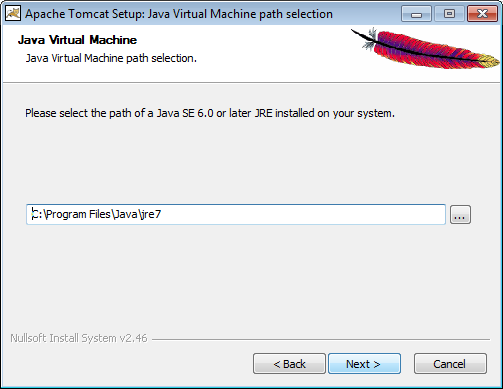 Apache Tomcat Setup: Java Virtual Machine path selection
Java Virtual Machine
Java Virtual Machine path selection.
Please select the path of a Java SE 6.0 or later JRE installed on your system.
C:\Program Files\Java\jre7
...
Nullsoft Install System v2.46
< Back
Next >
Cancel